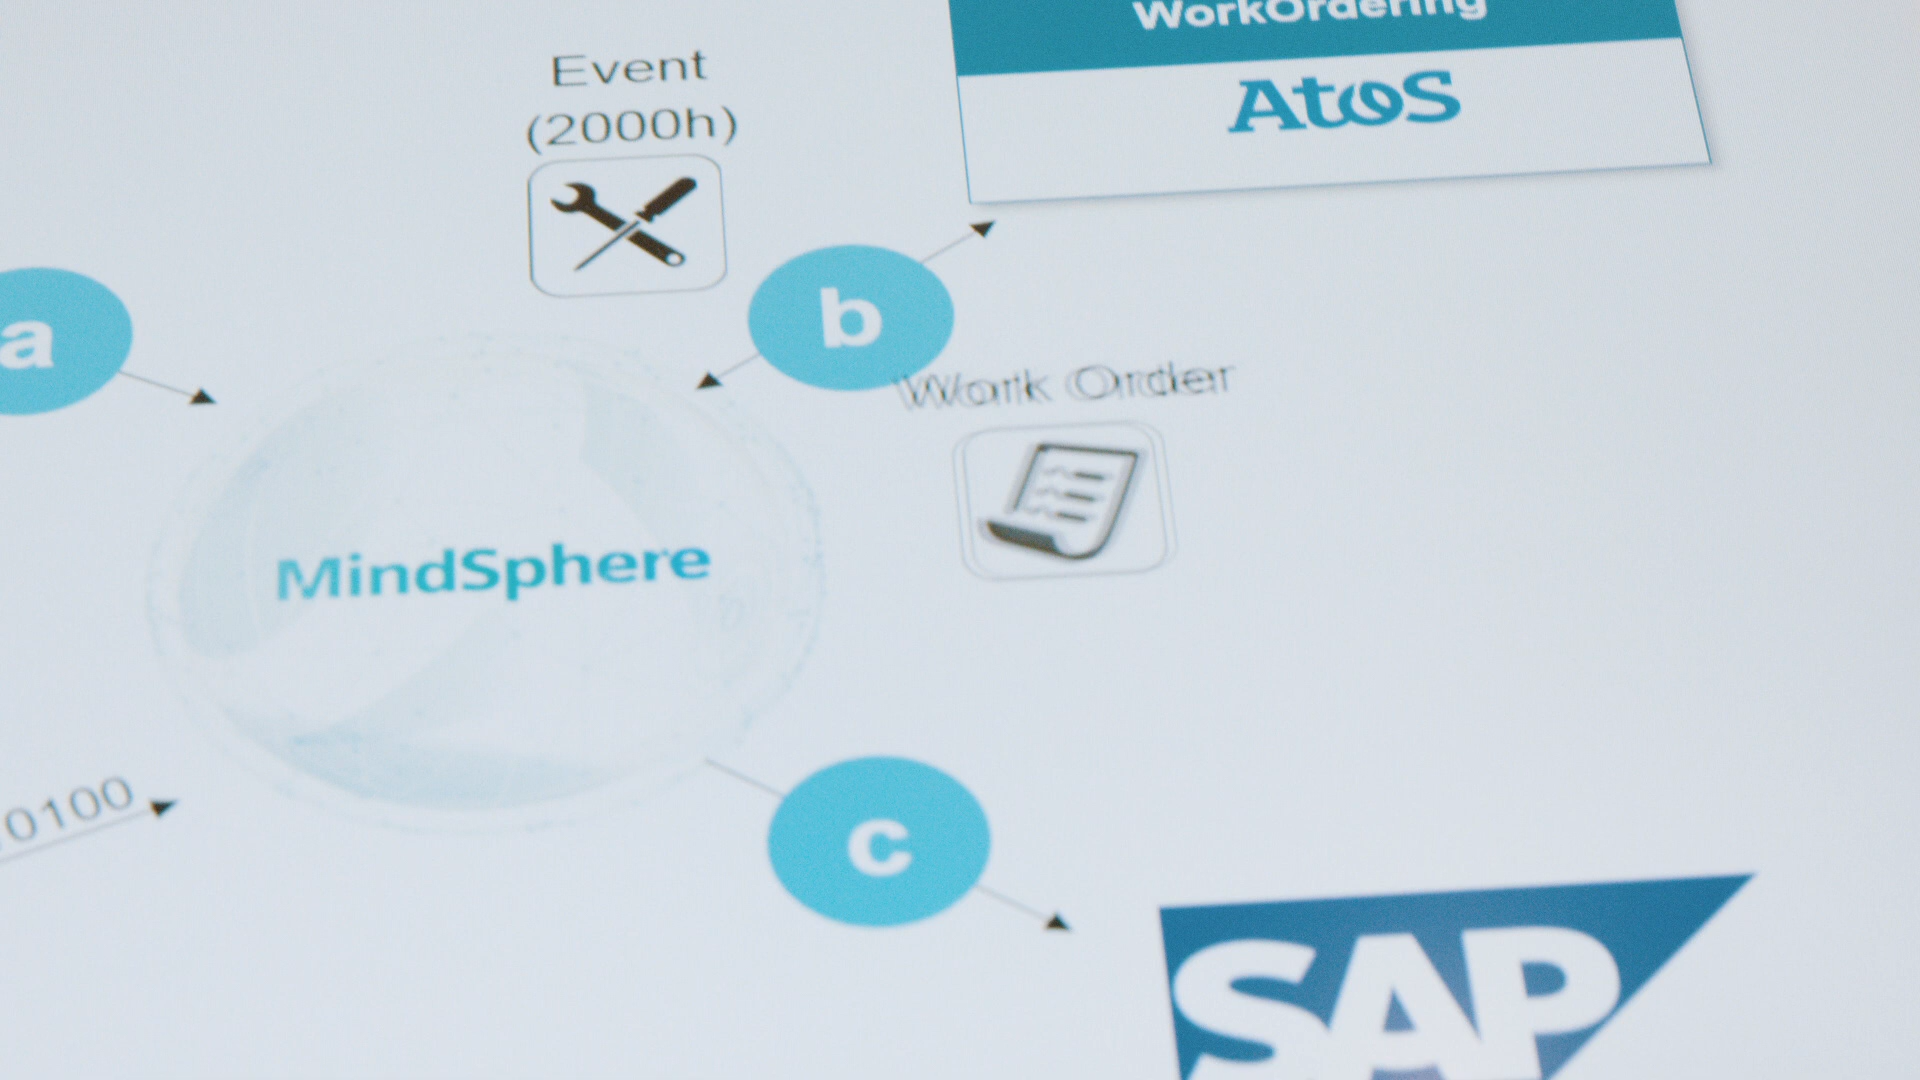 WorkOrdering
Atos
Event
(2000h)
b
a
Work Order
MindSphere
0100
c
SAP